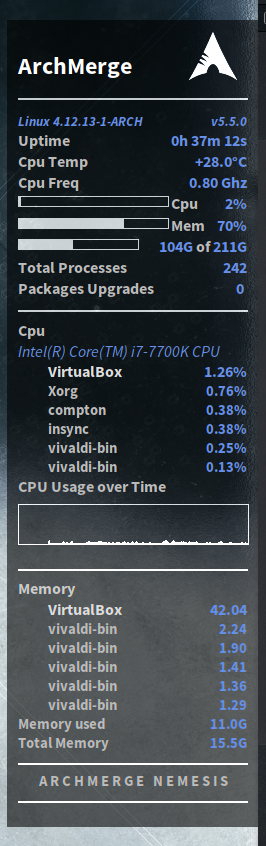 ArchMerge
Linux 4.12.13-1-ARCH v5.5.0
Uptime 0h 37m 12s
Cpu Temp +28.0°C
Cpu Freq 0.80 Ghz
Cpu 2%
Mem 70%
104G of 211G
Total Processes 242
Packages Upgrades 0
Cpu
Intel(R) Core(TM) i7-7700K CPU
VirtualBox 1.26%
Xorg 0.76%
compton 0.38%
insync 0.38%
vivaldi-bin 0.25%
vivaldi-bin 0.13%
CPU Usage over Time
Memory
VirtualBox 42.04
vivaldi-bin 2.24
vivaldi-bin 1.90
vivaldi-bin 1.41
vivaldi-bin 1.36
vivaldi-bin 1.29
Memory used 11.0G
Total Memory 15.5G
ARCHMERGE NEMESIS